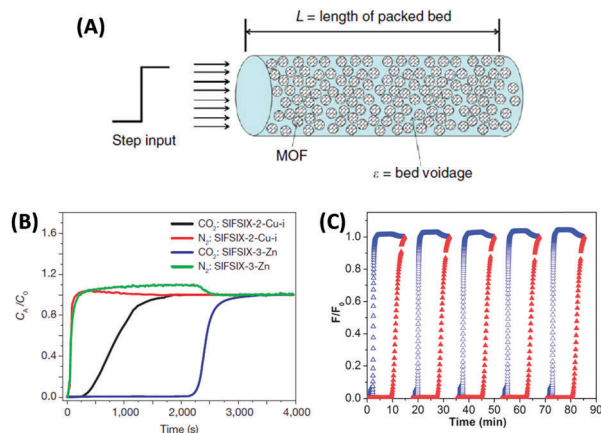 (A)
L = length of packed bed
Step input
MOF
ε = bed voidage
(B)
CO₂: SIFSIX-2-Cu-i
N₂: SIFSIX-2-Cu-i
CO₂: SIFSIX-3-Zn
N₂: SIFSIX-3-Zn
1.6
1.2
0.8
0.4
0.0
C_A/C_0
0 1,000 2,000 3,000 4,000
Time (s)
(C)
1.0
0.8
0.6
0.4
0.2
0.0
F/F_o
0 10 20 30 40 50 60 70 80 90
Time (min)